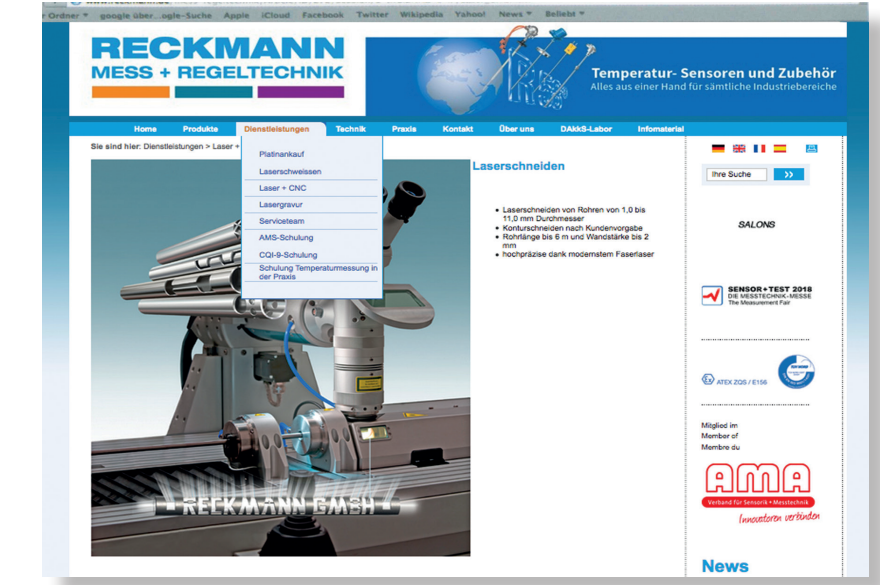 Ordner google über...ogle-Suche Apple iCloud Facebook Twitter Wikipedia Yahoo! News Beliebt
RECKMANN
MESS + REGELTECHNIK
Temperatur- Sensoren und Zubehör
Alles aus einer Hand für sämtliche Industriebereiche
Home Produkte Dienstleistungen Technik Praxis Kontakt Über uns DAkkS-Labor Infomaterial
Sie sind hier: Dienstleistungen > Laser +
Platinankauf
Laserschweissen
Laser + CNC
Lasergravur
Serviceteam
AMS-Schulung
CQI-9-Schulung
Schulung Temperaturmessung in
der Praxis
Laserschneiden
• Laserschneiden von Rohren von 1,0 bis
11,0 mm Durchmesser
• Konturschneiden nach Kundenvorgabe
• Rohrlänge bis 6 m und Wandstärke bis 2
mm
• hochpräzise dank modernstem Faserlaser
RECKMANN GMBH
Ihre Suche >>
SALONS
SENSOR+TEST 2018
DIE MESSTECHNIK-MESSE
The Measurement Fair
ATEX ZQS / E156
Mitglied im
Member of
Membre du
AMA
Verband für Sensorik + Messtechnik
Innovatoren verbinden
News